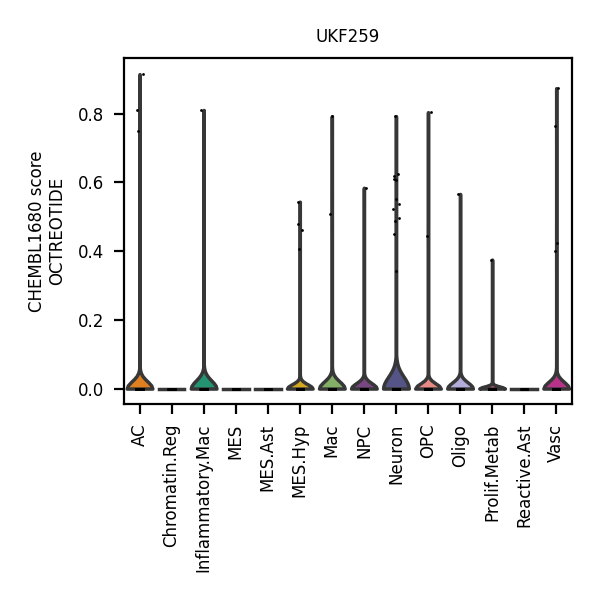 UKF259
CHEMBL1680 score
OCTREOTIDE
0.8
0.6
0.4
0.2
0.0
AC
Chromatin.Reg
Inflammatory.Mac
MES
MES.Ast
MES.Hyp
Mac
NPC
Neuron
OPC
Oligo
Prolif.Metab
Reactive.Ast
Vasc